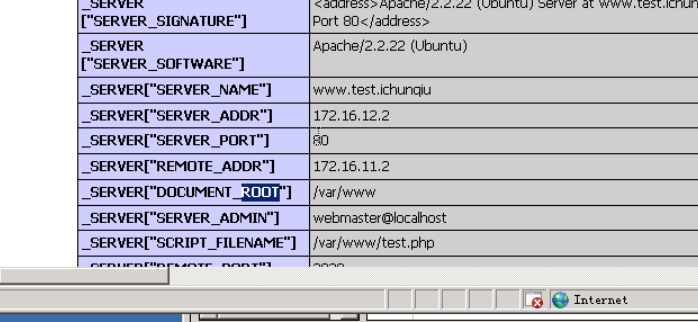 _SERVER
["SERVER_SIGNATURE"]
<address>Apache/2.2.22 (Ubuntu) Server at www.test.ichun
Port 80</address>
_SERVER
["SERVER_SOFTWARE"]
Apache/2.2.22 (Ubuntu)
_SERVER["SERVER_NAME"] www.test.ichunqiu
_SERVER["SERVER_ADDR"] 172.16.12.2
_SERVER["SERVER_PORT"] 80
_SERVER["REMOTE_ADDR"] 172.16.11.2
_SERVER["DOCUMENT_ROOT"] /var/www
_SERVER["SERVER_ADMIN"] webmaster@localhost
_SERVER["SCRIPT_FILENAME"] /var/www/test.php
_SERVER["REMOTE_PORT"]
Internet